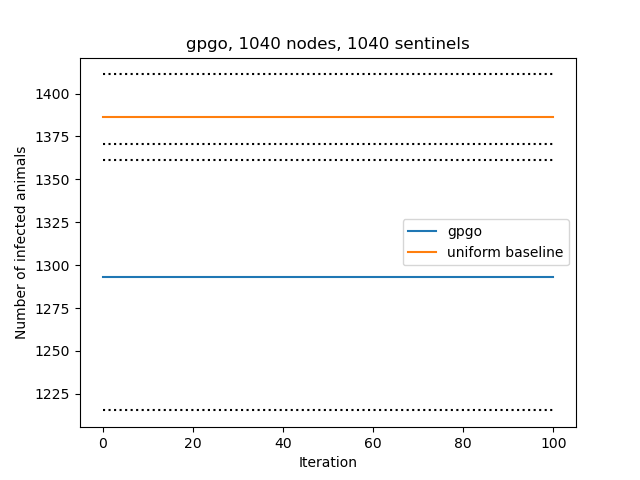 gpgo, 1040 nodes, 1040 sentinels
1400
1375
1350
1325
1300
1275
1250
1225
Number of infected animals
gpgo
uniform baseline
0
20
40
60
80
100
Iteration